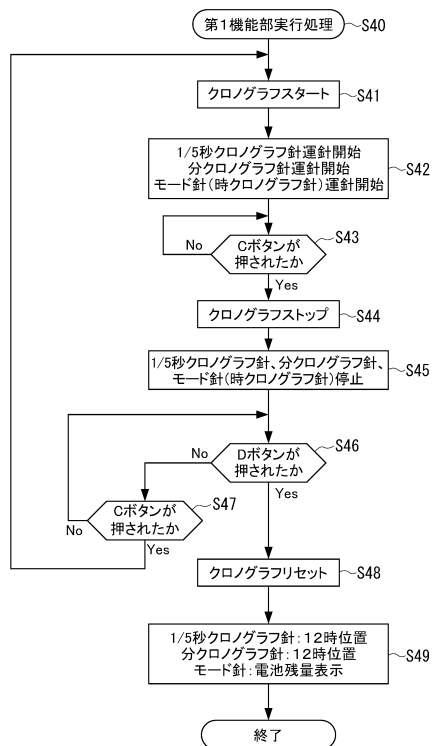 第1機能部実行処理
S40
クロノグラフスタート
S41
1/5秒クロノグラフ針運針開始
分クロノグラフ針運針開始
モード針(時クロノグラフ針)運針開始
S42
Cボタンが
押されたか
S43
No
Yes
クロノグラフストップ
S44
1/5秒クロノグラフ針、分クロノグラフ針、
モード針(時クロノグラフ針)停止
S45
Dボタンが
押されたか
S46
No
Yes
Cボタンが
押されたか
S47
No
Yes
クロノグラフリセット
S48
1/5秒クロノグラフ針:12時位置
分クロノグラフ針:12時位置
モード針:電池残量表示
S49
終了